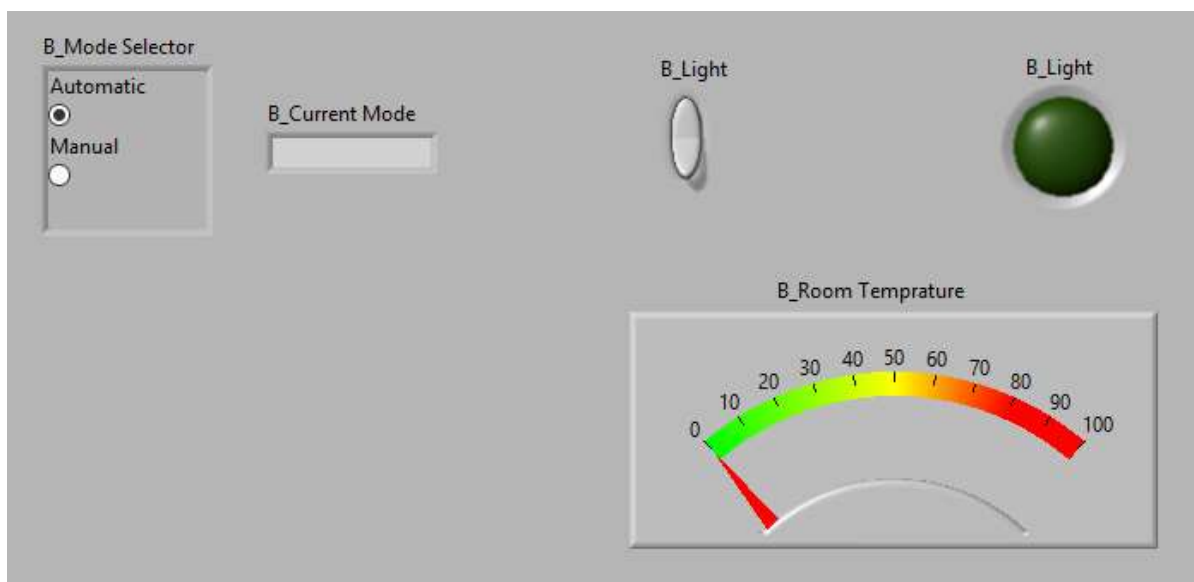 B_Mode Selector
Automatic
Manual
B_Current Mode
B_Light
B_Light
B_Room Temprature
0
10
20
30
40
50
60
70
80
90
100